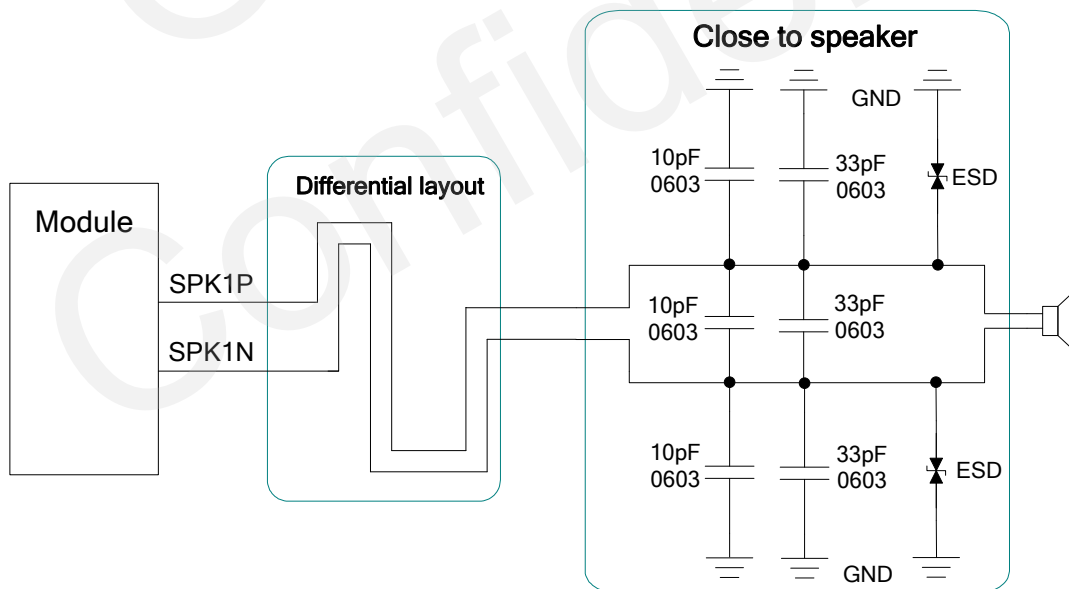 Close to speaker
GND
10pF
0603
33pF
0603
ESD
Differential layout
Module
SPK1P
SPK1N
10pF
0603
33pF
0603
10pF
0603
33pF
0603
ESD
GND